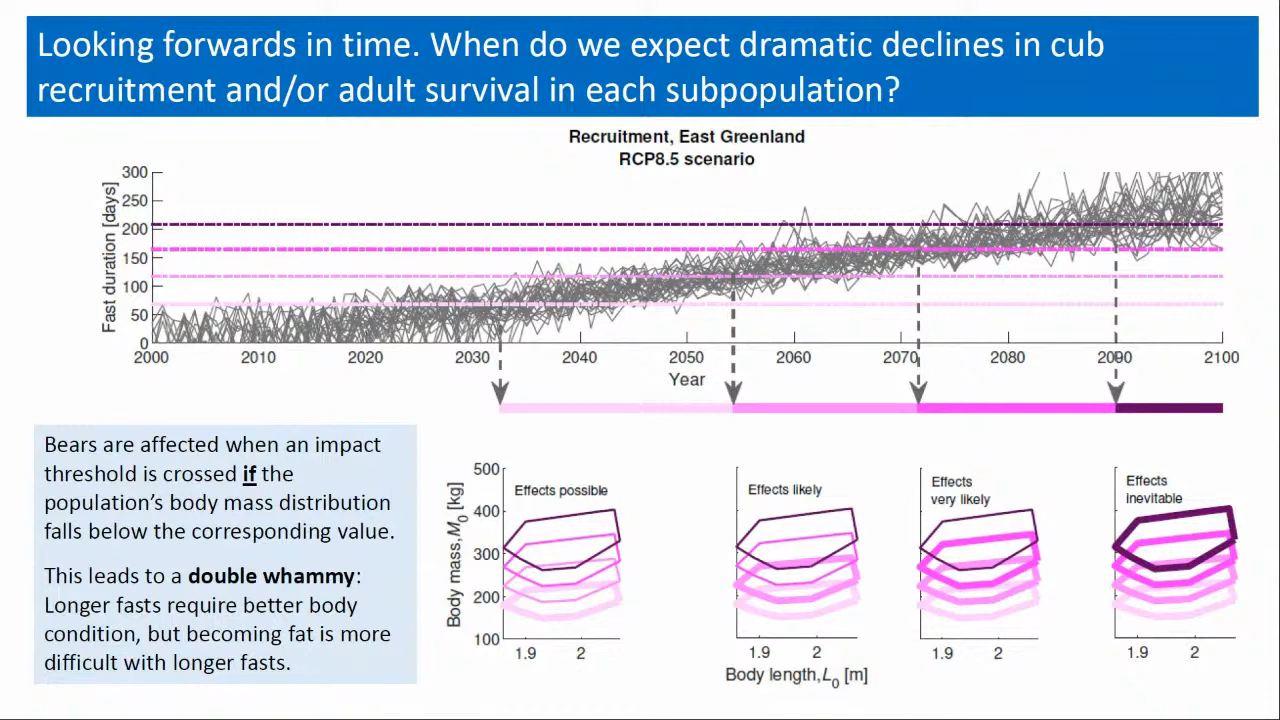 Looking forwards in time. When do we expect dramatic declines in cub
recruitment and/or adult survival in each subpopulation?
Recruitment, East Greenland
RCP8.5 scenario
Fast duration [days]
300
250
200
150
100
50
0
2000
2010
2020
2030
2040
2050
2060
2070
2080
2090
2100
Year
Bears are affected when an impact
threshold is crossed if the
population's body mass distribution
falls below the corresponding value.
This leads to a double whammy:
Longer fasts require better body
condition, but becoming fat is more
difficult with longer fasts.
Body mass, M0 [kg]
500
400
300
200
100
Effects possible
1.9
2
Effects likely
1.9
2
Effects
very likely
1.9
2
Effects
inevitable
1.9
2
Body length, L0 [m]